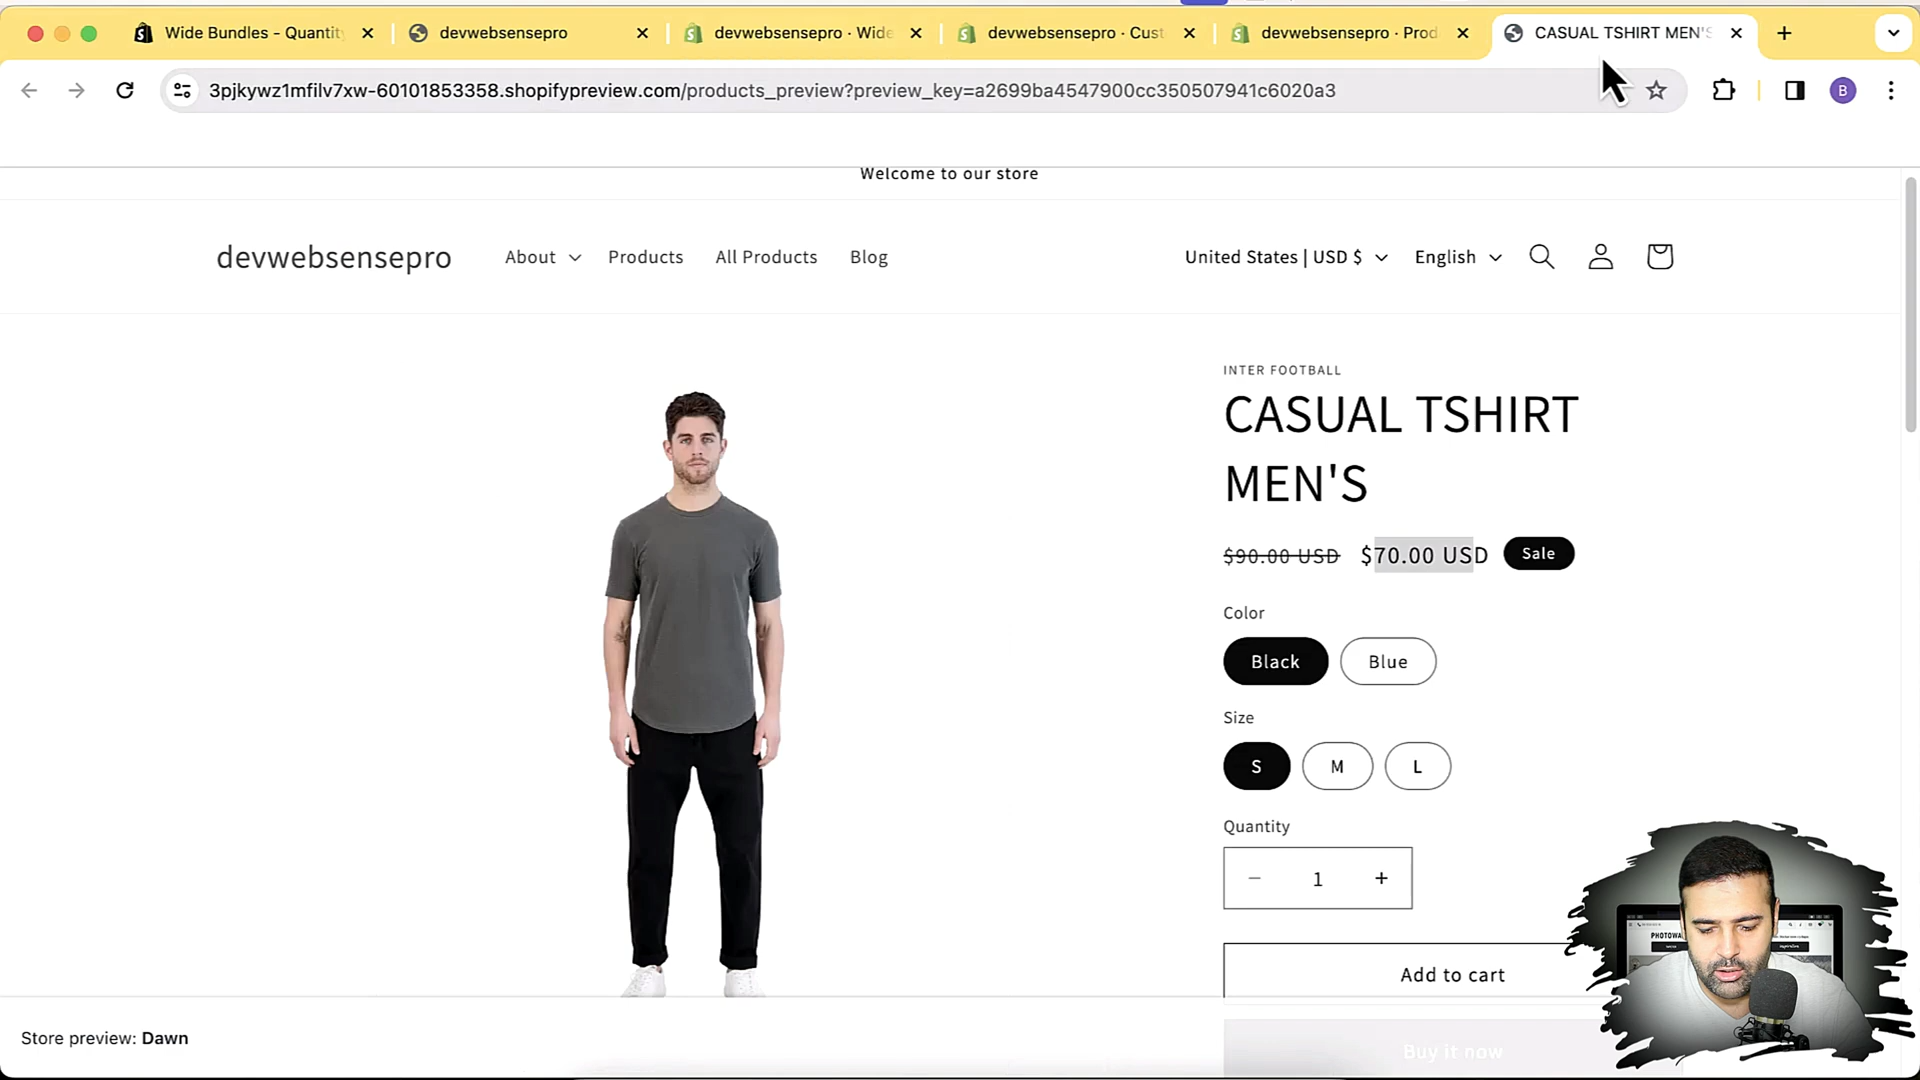 Wide Bundles - Quantity
devwebsensepro
devwebsensepro · Wide
devwebsensepro · Cust
devwebsensepro · Prod
CASUAL TSHIRT MEN'S
3pjkywz1mfilv7xw-60101853358.shopifypreview.com/products_preview?preview_key=a2699ba4547900cc350507941c6020a3
B
Welcome to our store
devwebsensepro
About
Products
All Products
Blog
United States | USD $
English
INTER FOOTBALL
CASUAL TSHIRT
MEN'S
$90.00 USD $70.00 USD Sale
Color
Black Blue
Size
S M L
Quantity
− 1 +
Add to cart
Buy it now
Store preview: Dawn